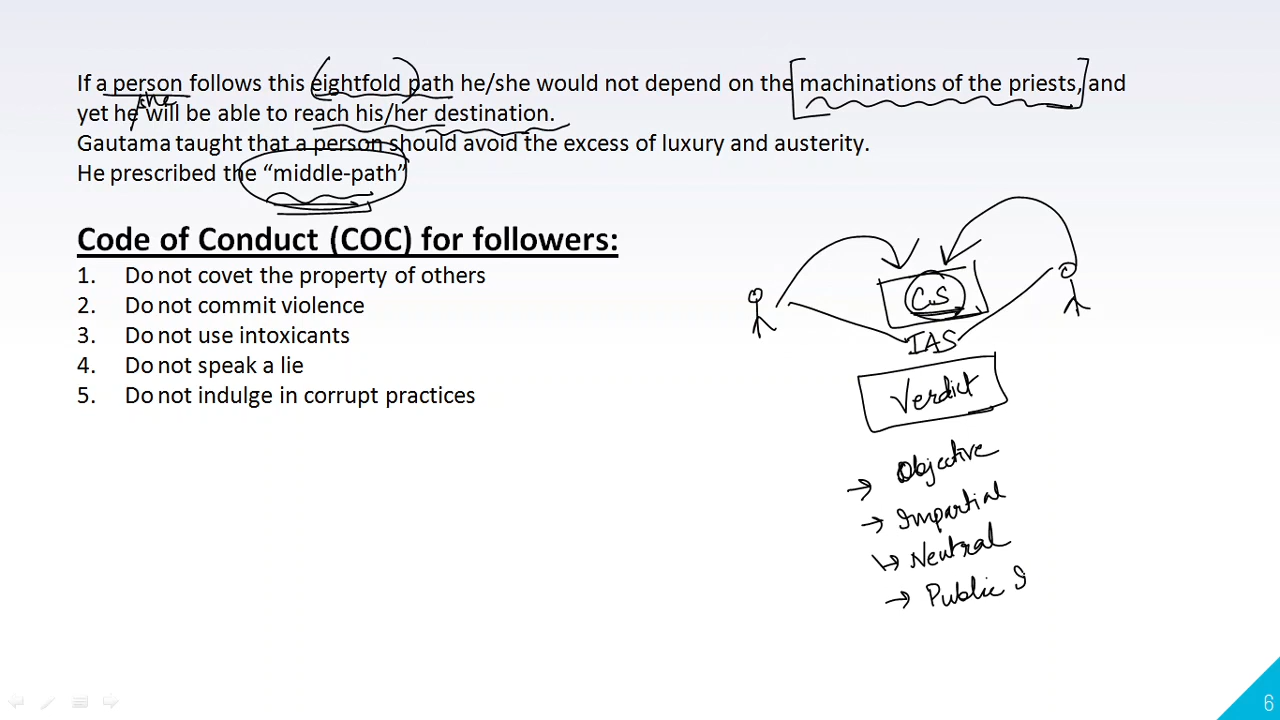 If a person follows this eightfold path he/she would not depend on the machinations of the priests, and
she
yet he will be able to reach his/her destination.
Gautama taught that a person should avoid the excess of luxury and austerity.
He prescribed the “middle-path”
Code of Conduct (COC) for followers:
1. Do not covet the property of others
2. Do not commit violence
3. Do not use intoxicants
4. Do not speak a lie
5. Do not indulge in corrupt practices
C.S
IAS
Verdict
→ Objective
→ Impartial
→ Neutral
→ Public I
6